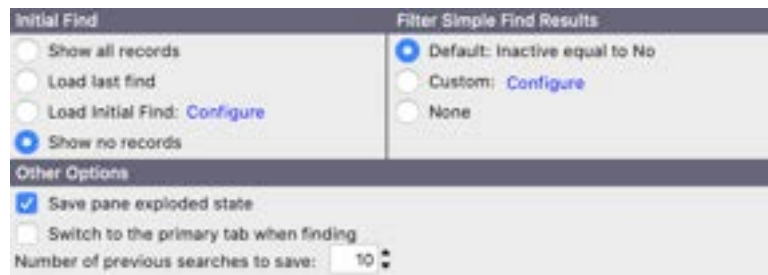 Initial Find
Show all records
Load last find
Load Initial Find: Configure
Show no records
Filter Simple Find Results
Default: Inactive equal to No
Custom: Configure
None
Other Options
Save pane exploded state
Switch to the primary tab when finding
Number of previous searches to save: 10